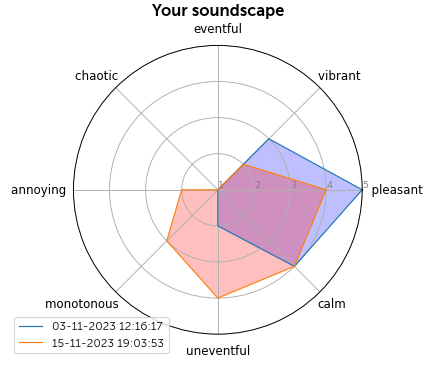 Your soundscape
eventful
chaotic
vibrant
annoying
1 2 3 4 5
pleasant
monotonous
calm
03-11-2023 12:16:17
15-11-2023 19:03:53
uneventful